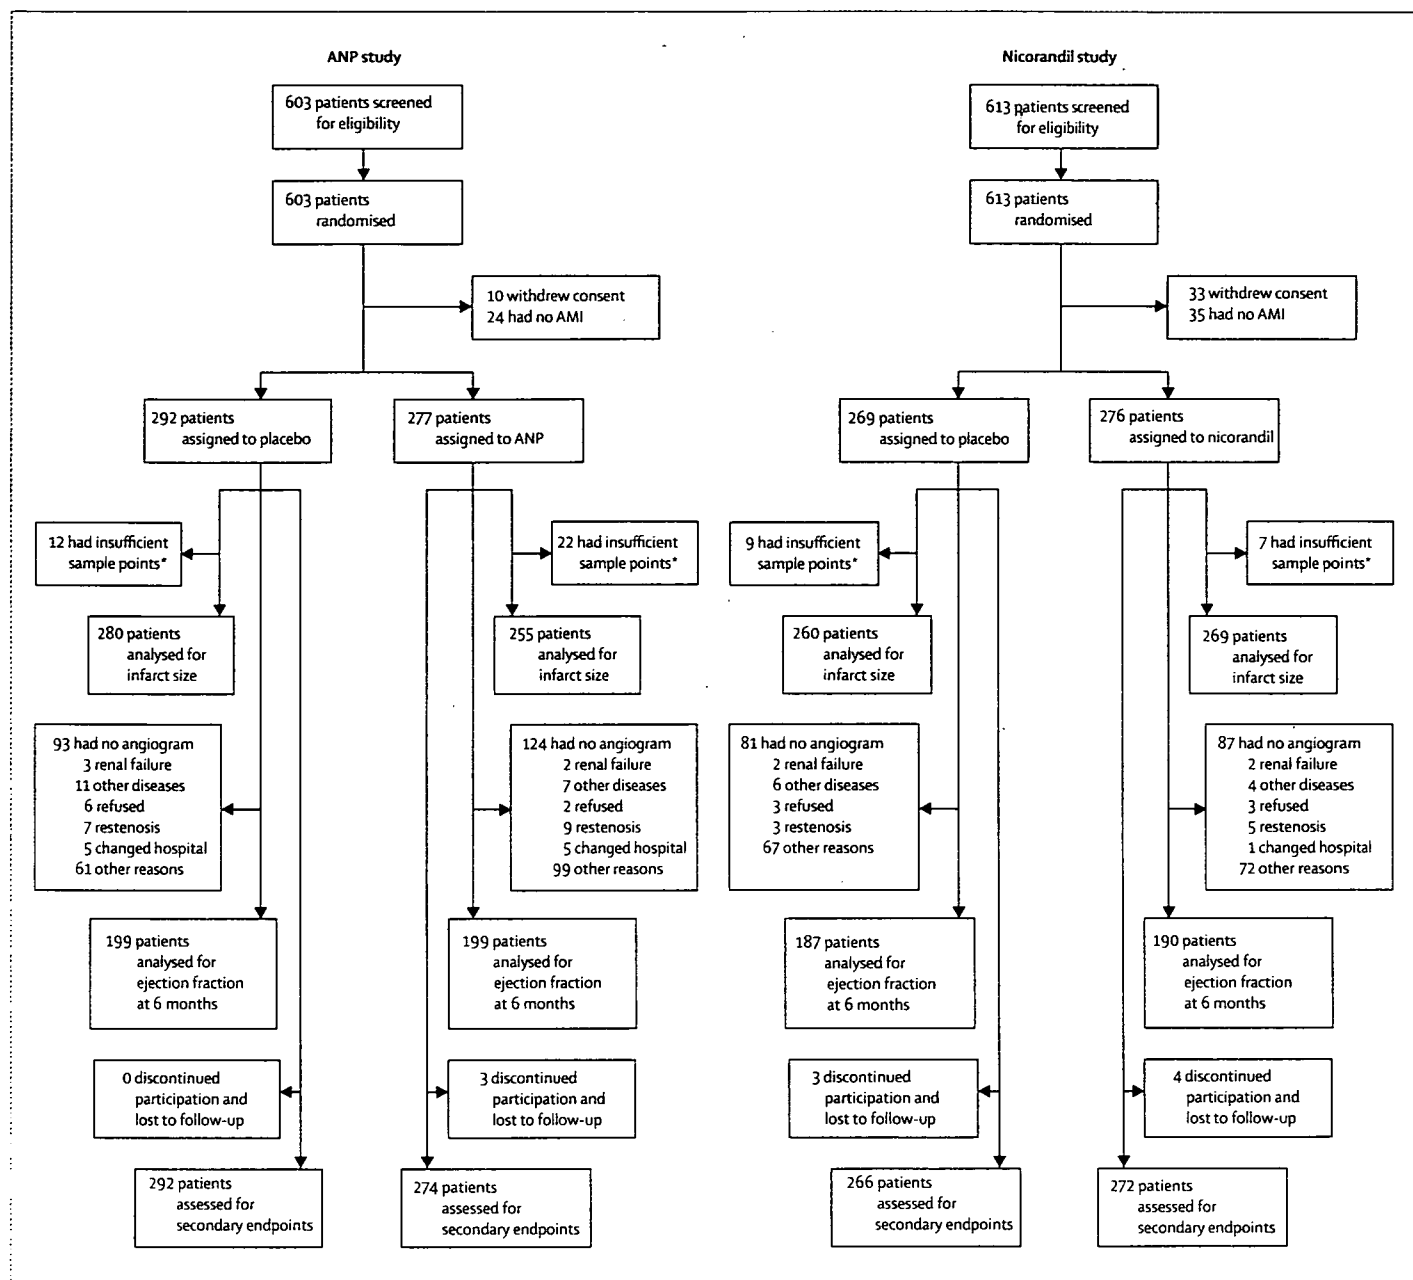 ANP study
603 patients screened
for eligibility
603 patients
randomised
10 withdrew consent
24 had no AMI
292 patients
assigned to placebo
277 patients
assigned to ANP
12 had insufficient
sample points*
22 had insufficient
sample points*
280 patients
analysed for
infarct size
255 patients
analysed for
infarct size
93 had no angiogram
3 renal failure
11 other diseases
6 refused
7 restenosis
5 changed hospital
61 other reasons
124 had no angiogram
2 renal failure
7 other diseases
2 refused
9 restenosis
5 changed hospital
99 other reasons
199 patients
analysed for
ejection fraction
at 6 months
199 patients
analysed for
ejection fraction
at 6 months
0 discontinued
participation and
lost to follow-up
3 discontinued
participation and
lost to follow-up
292 patients
assessed for
secondary endpoints
274 patients
assessed for
secondary endpoints
Nicorandil study
613 patients screened
for eligibility
613 patients
randomised
33 withdrew consent
35 had no AMI
269 patients
assigned to placebo
276 patients
assigned to nicorandil
9 had insufficient
sample points*
7 had insufficient
sample points*
260 patients
analysed for
infarct size
269 patients
analysed for
infarct size
81 had no angiogram
2 renal failure
6 other diseases
3 refused
3 restenosis
67 other reasons
87 had no angiogram
2 renal failure
4 other diseases
3 refused
5 restenosis
1 changed hospital
72 other reasons
187 patients
analysed for
ejection fraction
at 6 months
190 patients
analysed for
ejection fraction
at 6 months
3 discontinued
participation and
lost to follow-up
4 discontinued
participation and
lost to follow-up
266 patients
assessed for
secondary endpoints
272 patients
assessed for
secondary endpoints